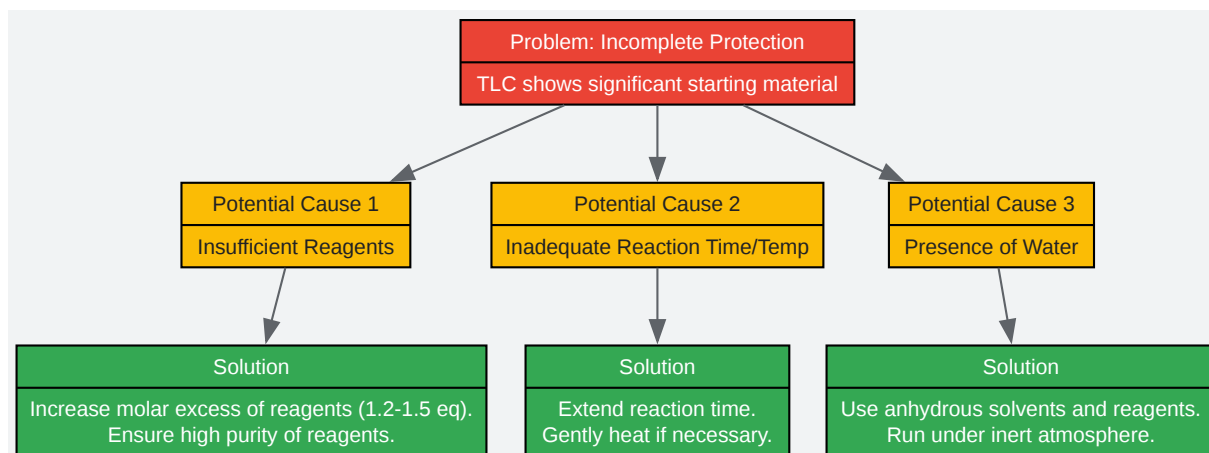 Problem: Incomplete Protection
TLC shows significant starting material
Potential Cause 1
Insufficient Reagents
Potential Cause 2
Inadequate Reaction Time/Temp
Potential Cause 3
Presence of Water
Solution
Increase molar excess of reagents (1.2-1.5 eq).
Ensure high purity of reagents.
Solution
Extend reaction time.
Gently heat if necessary.
Solution
Use anhydrous solvents and reagents.
Run under inert atmosphere.